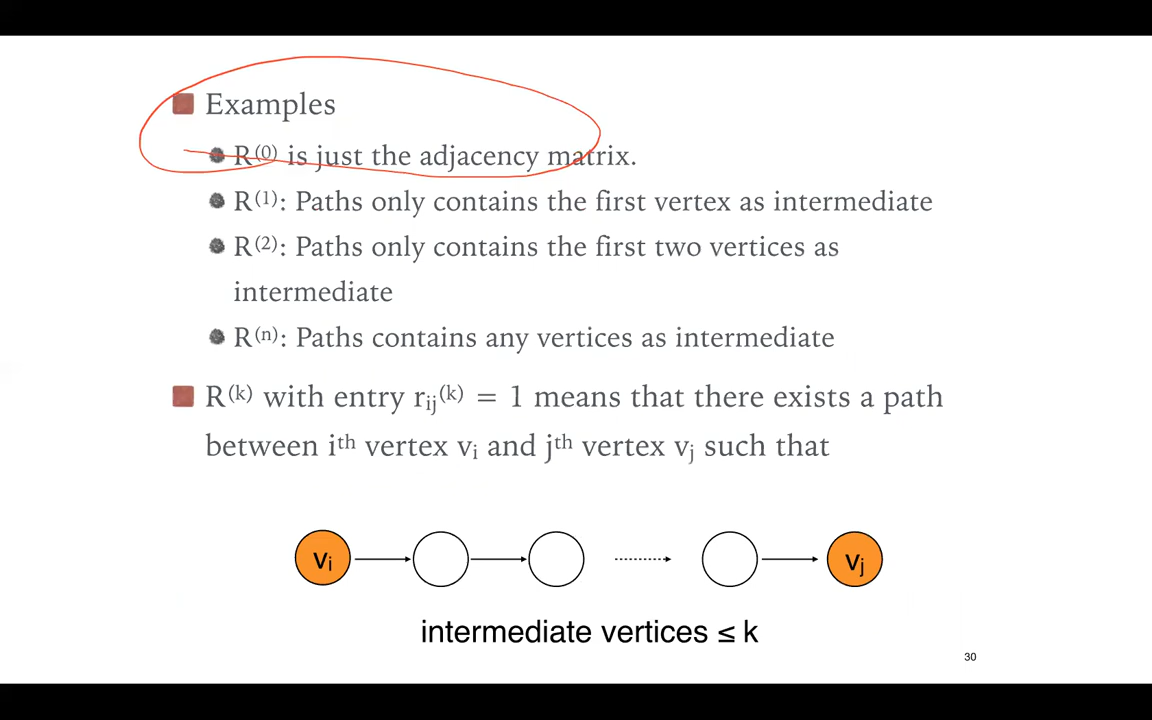 Examples
R(0) is just the adjacency matrix.
R(1): Paths only contains the first vertex as intermediate
R(2): Paths only contains the first two vertices as
intermediate
R(n): Paths contains any vertices as intermediate
R(k) with entry rij(k) = 1 means that there exists a path
between ith vertex vi and jth vertex vj such that
vi vj
intermediate vertices ≤ k
30